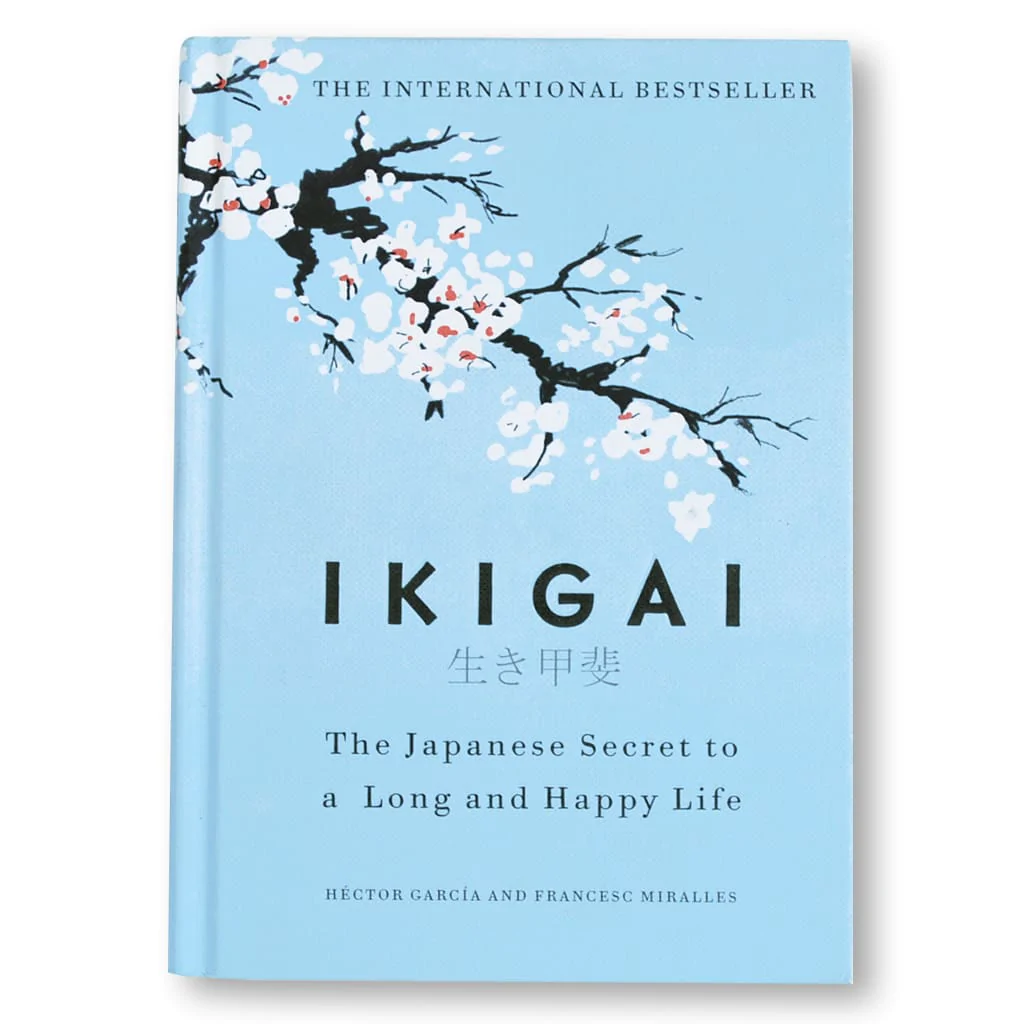 THE INTERNATIONAL BESTSELLER
IKIGAI
生き甲斐
The Japanese Secret to
a Long and Happy Life
HÉCTOR GARCÍA AND FRANCESC MIRALLES